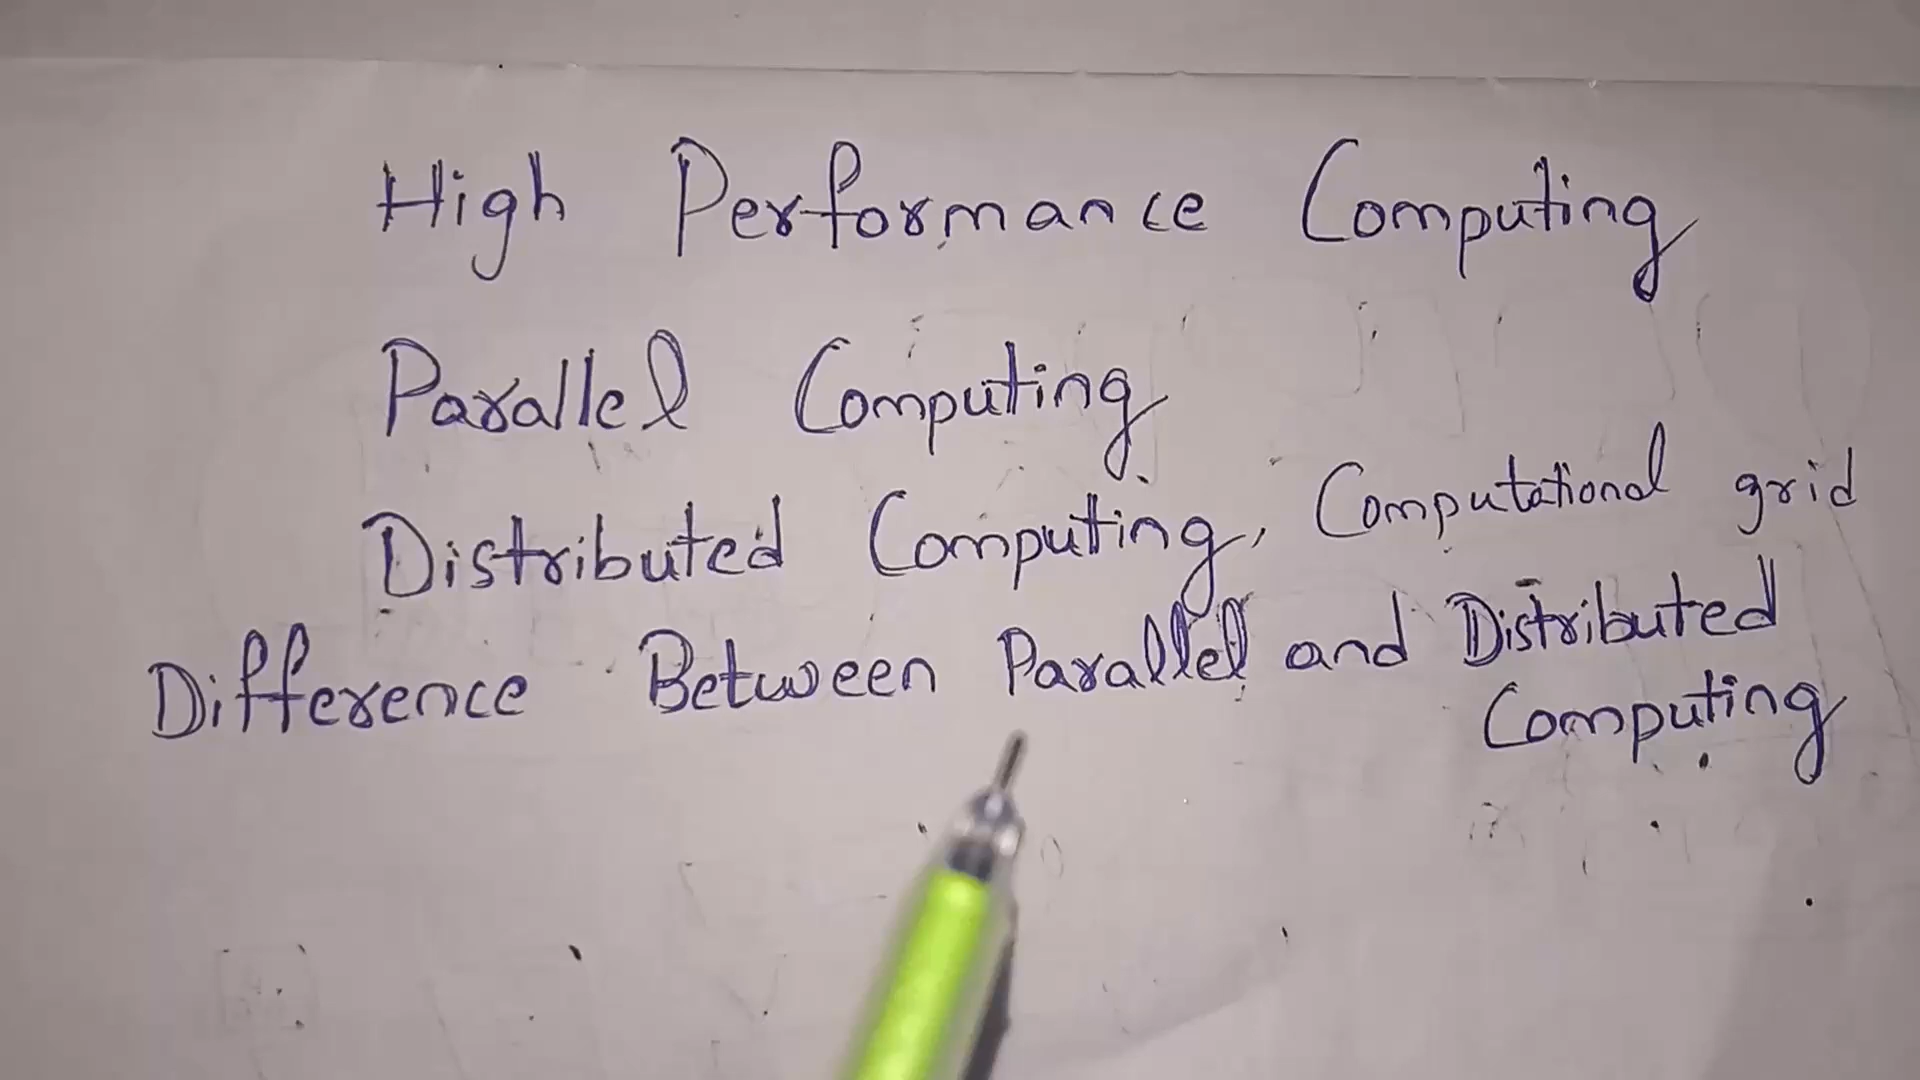 High Performance Computing
Parallel Computing
Distributed Computing, Computational grid
Difference Between Parallel and Distributed
Computing